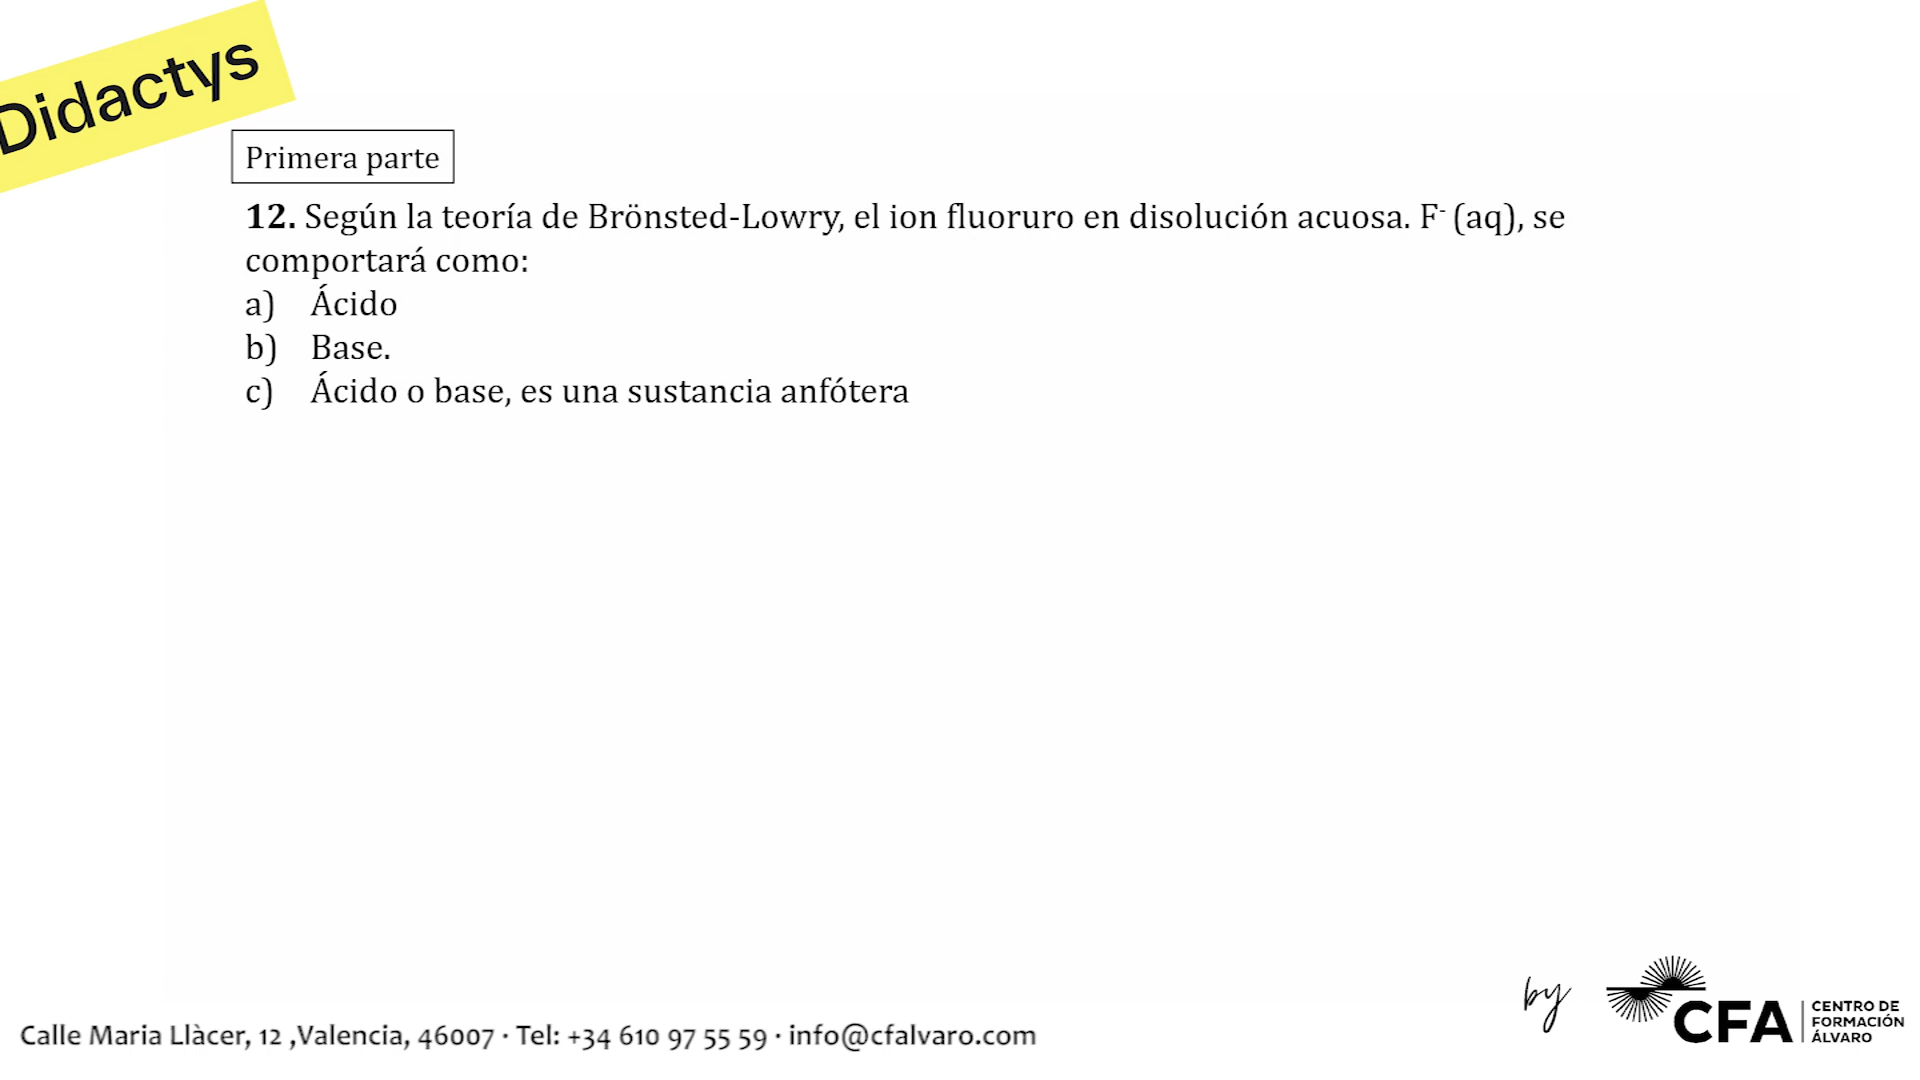 Didactys
Primera parte
12. Según la teoría de Brönsted-Lowry, el ion fluoruro en disolución acuosa. F- (aq), se
comportará como:
a) Ácido
b) Base.
c) Ácido o base, es una sustancia anfótera
by
CFA
CENTRO DE
FORMACIÓN
ÁLVARO
Calle Maria Llàcer, 12 ,Valencia, 46007 · Tel: +34 610 97 55 59 · info@cfalvaro.com